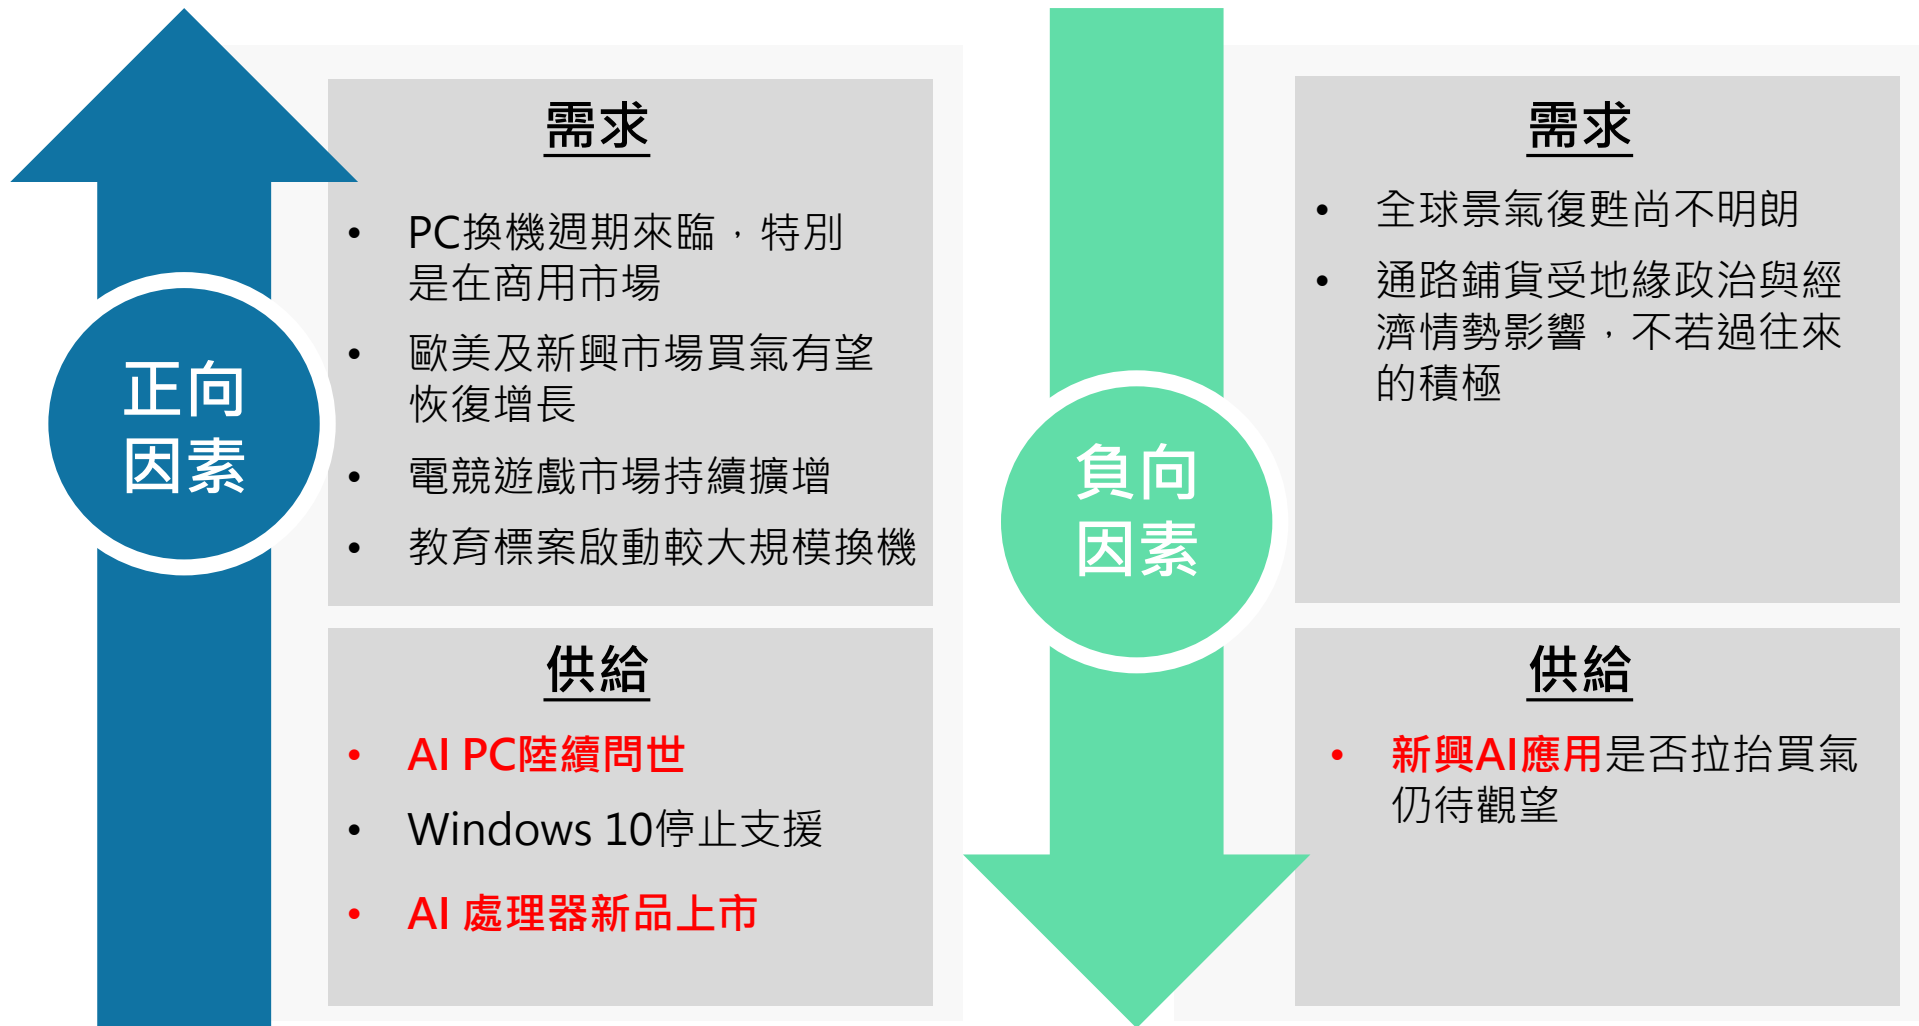 正向
因素
需求
• PC換機週期來臨，特別
是在商用市場
• 歐美及新興市場買氣有望
恢復增長
• 電競遊戲市場持續擴增
• 教育標案啟動較大規模換機
供給
• AI PC陸續問世
• Windows 10停止支援
• AI 處理器新品上市
負向
因素
需求
• 全球景氣復甦尚不明朗
• 通路鋪貨受地緣政治與經
濟情勢影響，不若過往來
的積極
供給
• 新興AI應用是否拉抬買氣
仍待觀望